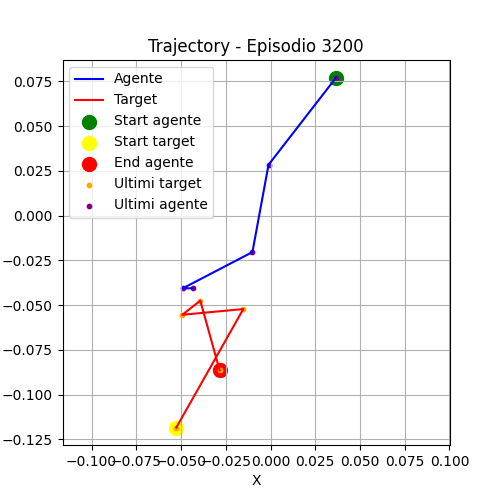 Trajectory - Episodio 3200
Agente
Target
Start agente
Start target
End agente
Ultimi target
Ultimi agente
0.075
0.050
0.025
0.000
−0.025
−0.050
−0.075
−0.100
−0.125
−0.100 −0.075 −0.050 −0.025 0.000 0.025 0.050 0.075 0.100
X